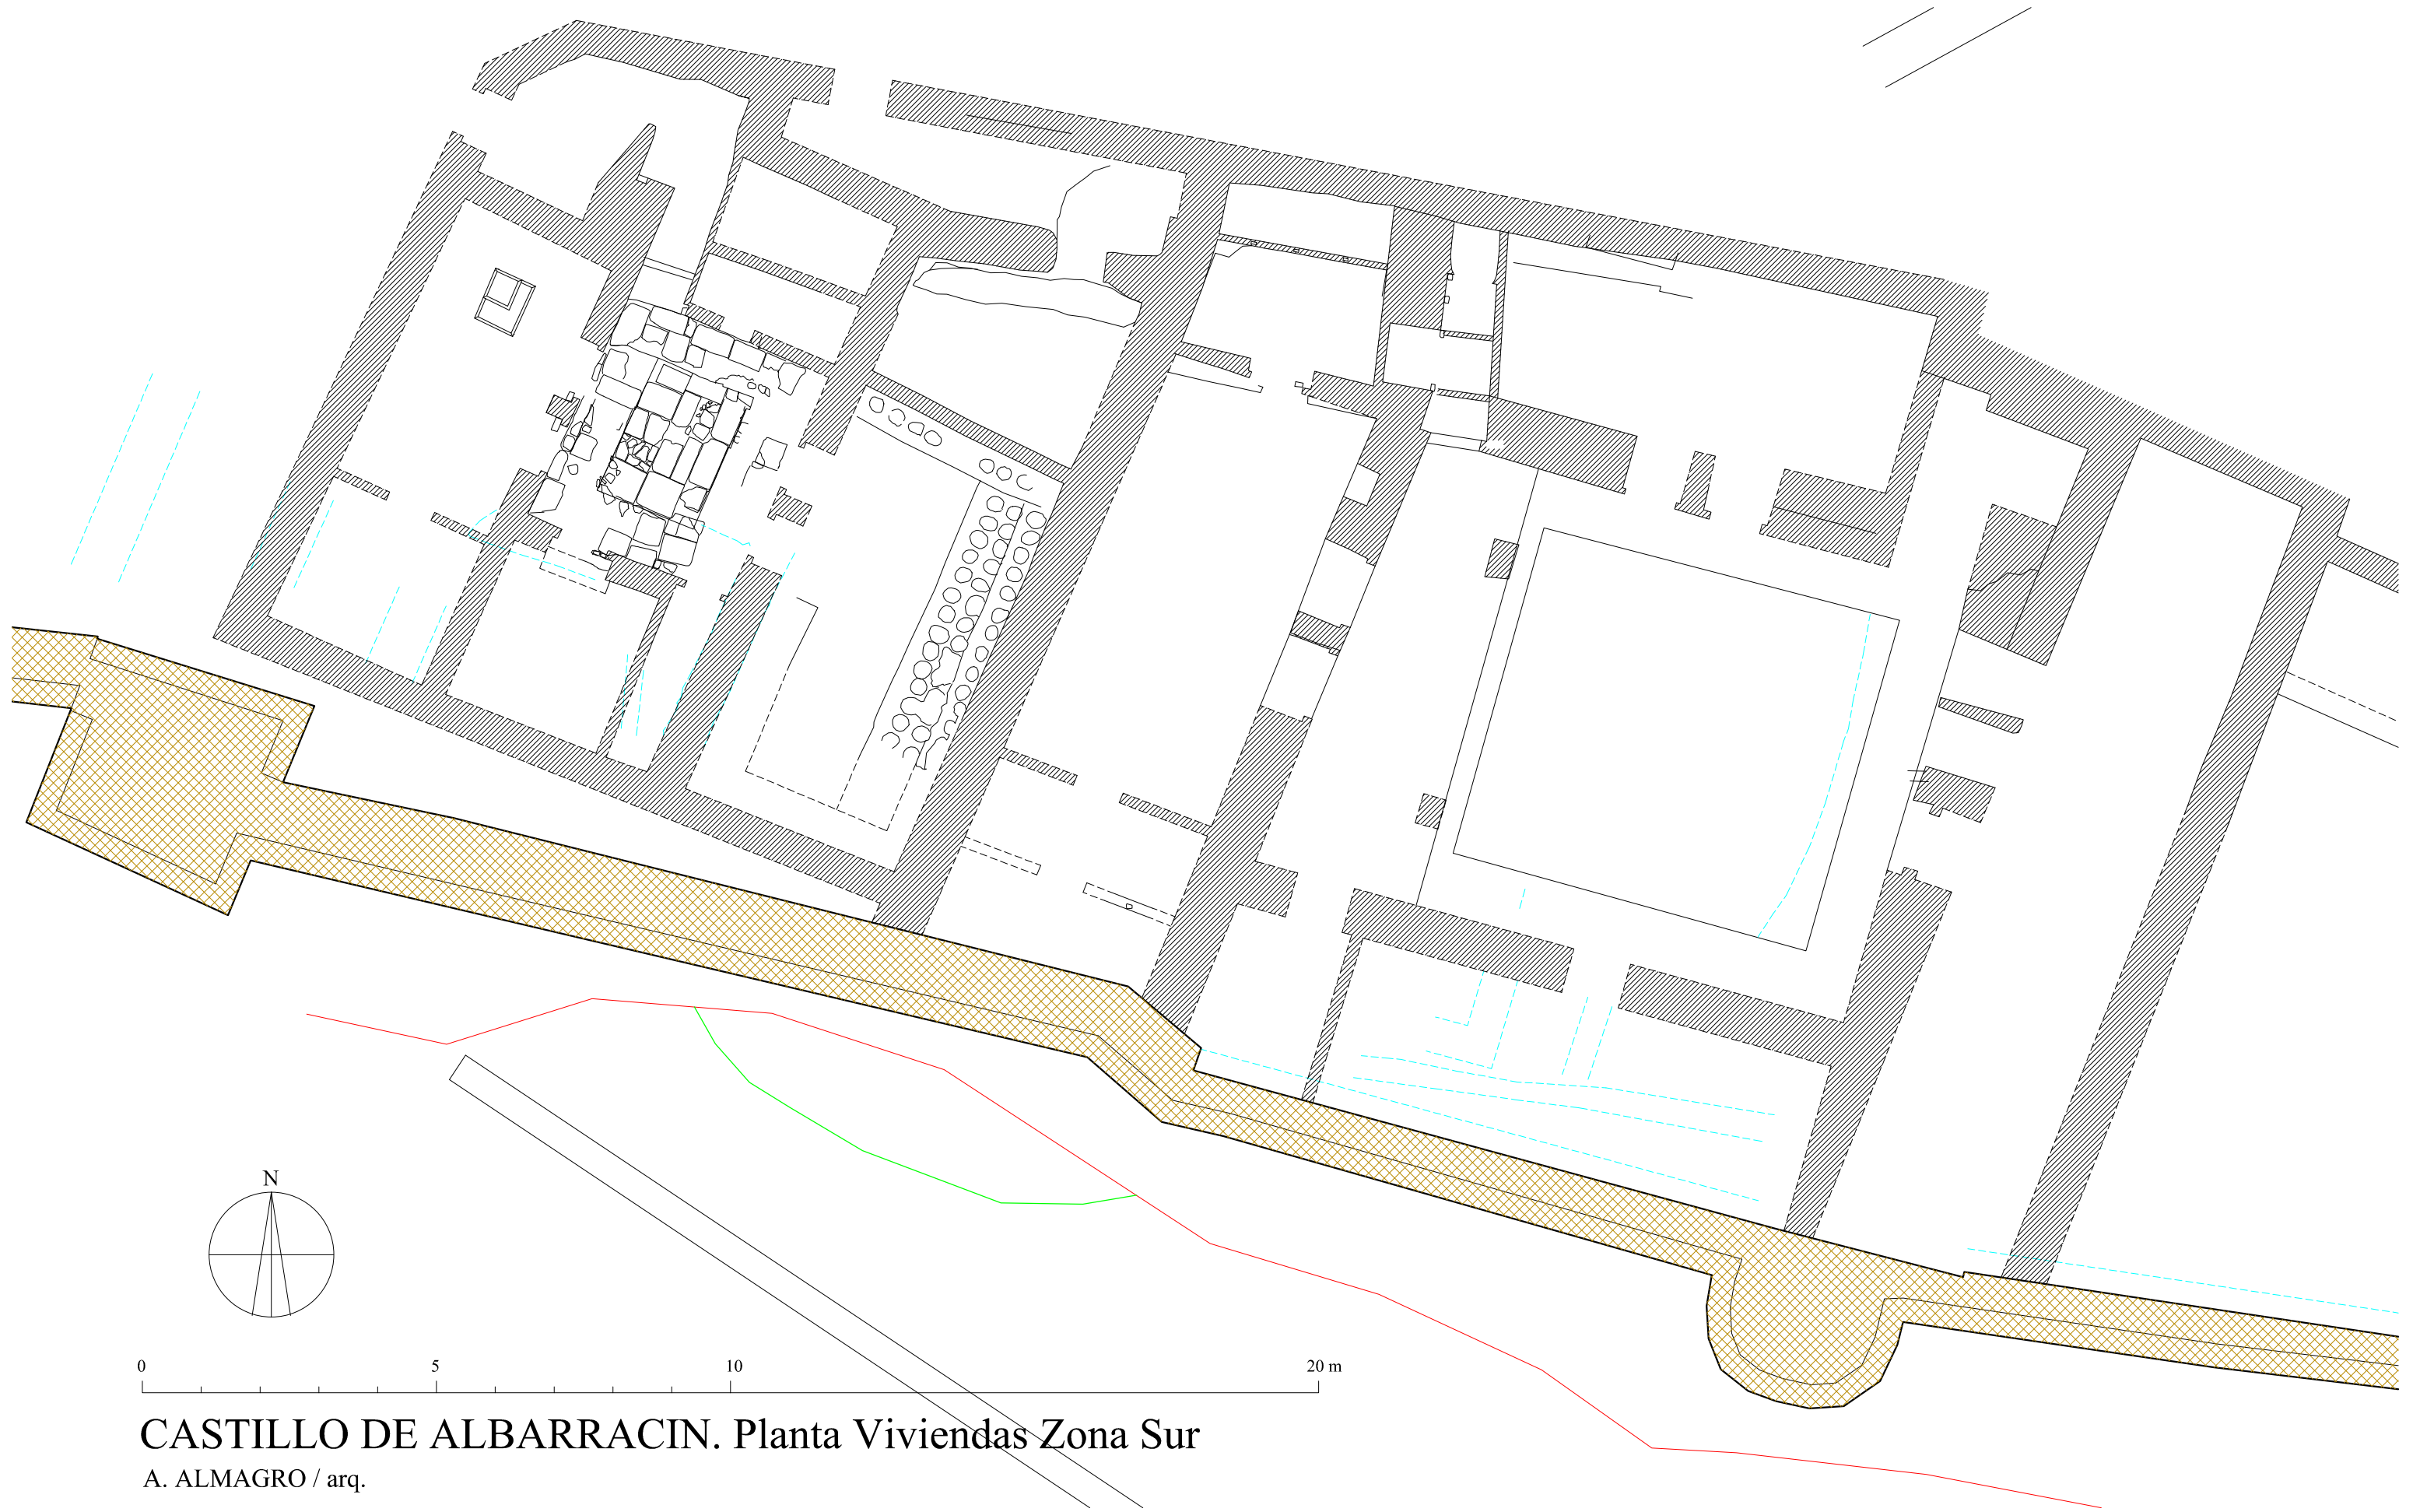 N
0 5 10 20 m
CASTILLO DE ALBARRACIN. Planta Viviendas Zona Sur
A. ALMAGRO / arq.